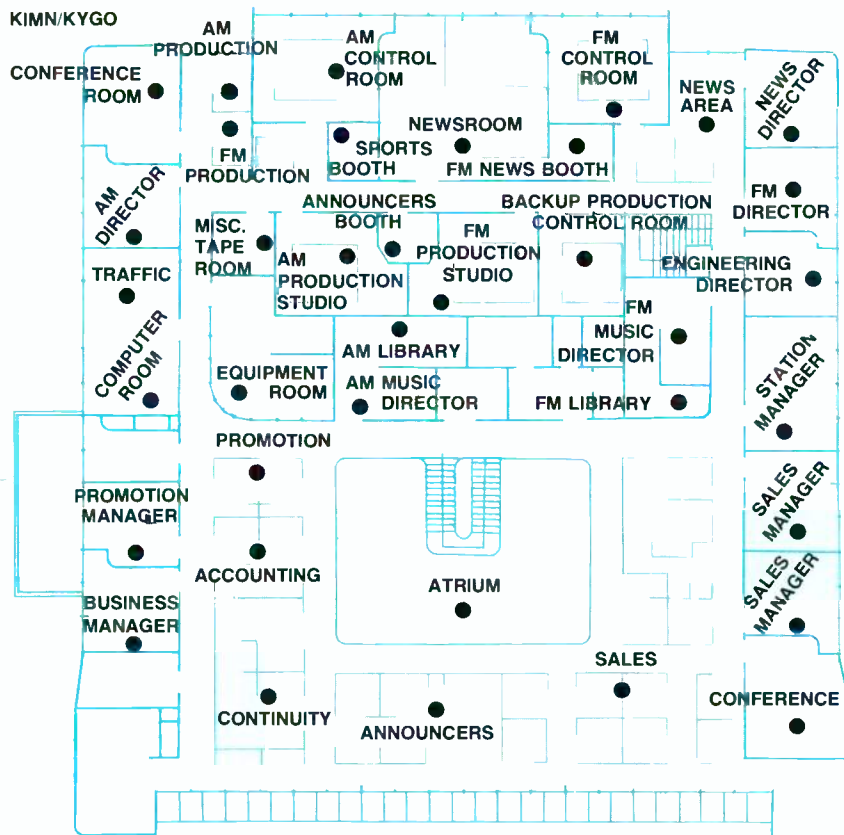 KIMN/KYGO
AM
PRODUCTION
AM
CONTROL
ROOM
FM
CONTROL
ROOM
CONFERENCE
ROOM
NEWS
AREA
NEWS
DIRECTOR
NEWSROOM
SPORTS
BOOTH
FM NEWS BOOTH
FM
PRODUCTION
AM
DIRECTOR
ANNOUNCERS
BOOTH
BACKUP PRODUCTION
CONTROL ROOM
FM
DIRECTOR
MISC.
TAPE
ROOM
AM
PRODUCTION
STUDIO
FM
PRODUCTION
STUDIO
ENGINEERING
DIRECTOR
TRAFFIC
COMPUTER
ROOM
FM
MUSIC
DIRECTOR
AM LIBRARY
STATION
MANAGER
EQUIPMENT
ROOM
AM MUSIC
DIRECTOR
FM LIBRARY
PROMOTION
PROMOTION
MANAGER
SALES
MANAGER
ACCOUNTING
ATRIUM
SALES
MANAGER
BUSINESS
MANAGER
SALES
CONTINUITY
ANNOUNCERS
CONFERENCE